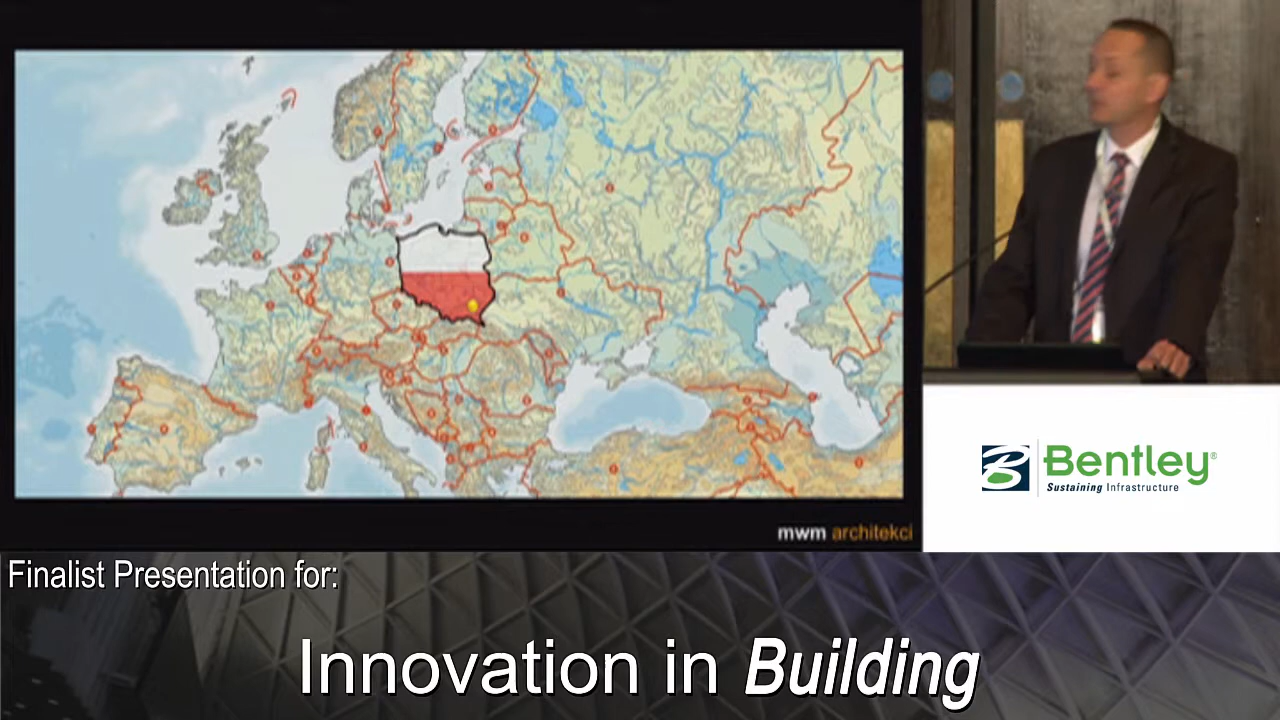 mwm architekci
Bentley®
Sustaining Infrastructure
Finalist Presentation for:
Innovation in Building